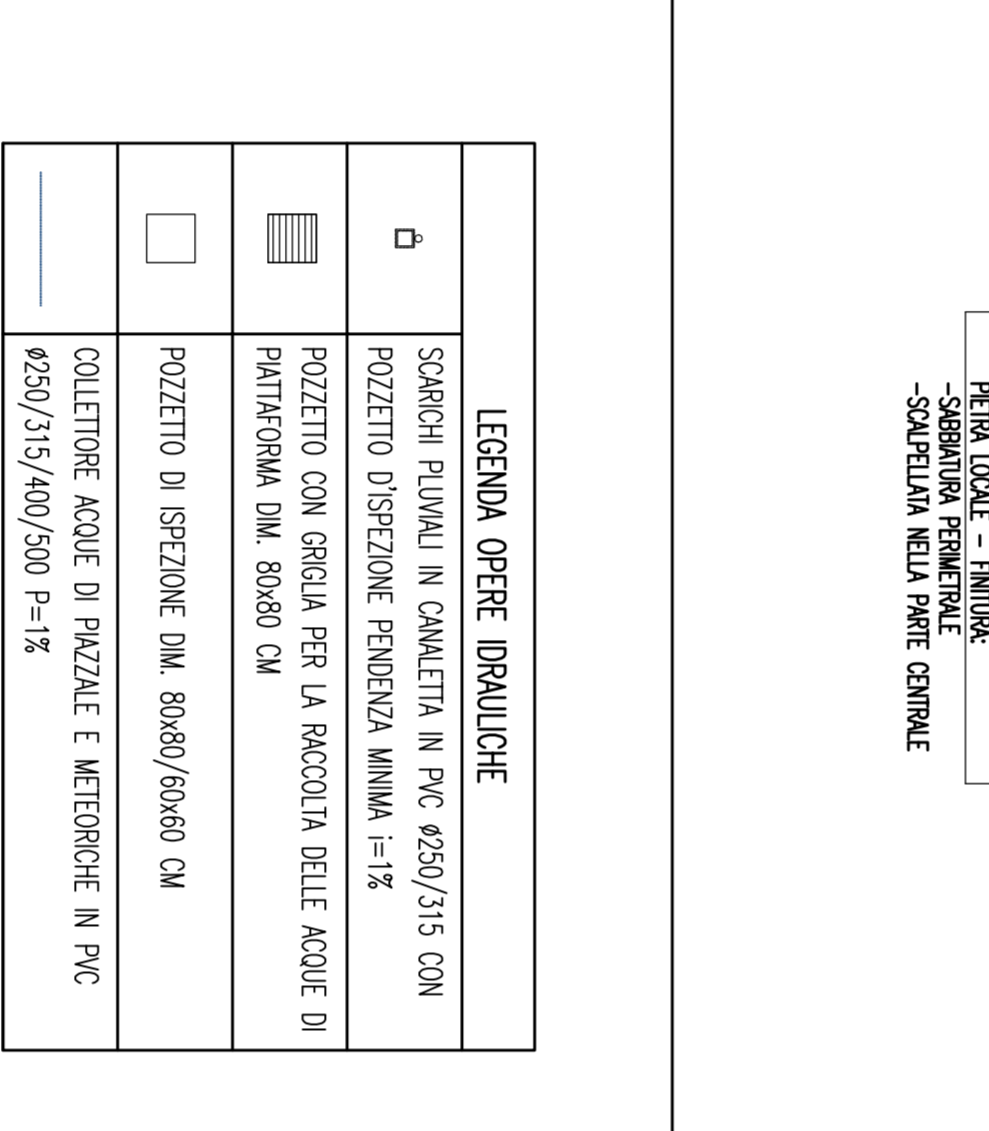 PIETRA LOCALE - FINITURA:
-SABBIATURA PERIMETRALE
-SCALPELLATA NELLA PARTE CENTRALE
LEGENDA OPERE IDRAULICHE
SCARICHI PLUVIALI IN CANALETTA IN PVC ø250/315 CON
POZZETTO D'ISPEZIONE PENDENZA MINIMA i=1%
POZZETTO CON GRIGLIA PER LA RACCOLTA DELLE ACQUE DI
PIATTAFORMA DIM. 80x80 CM
POZZETTO DI ISPEZIONE DIM. 80x80/60x60 CM
COLLETTORE ACQUE DI PIAZZALE E METEORICHE IN PVC
ø250/315/400/500 P=1%